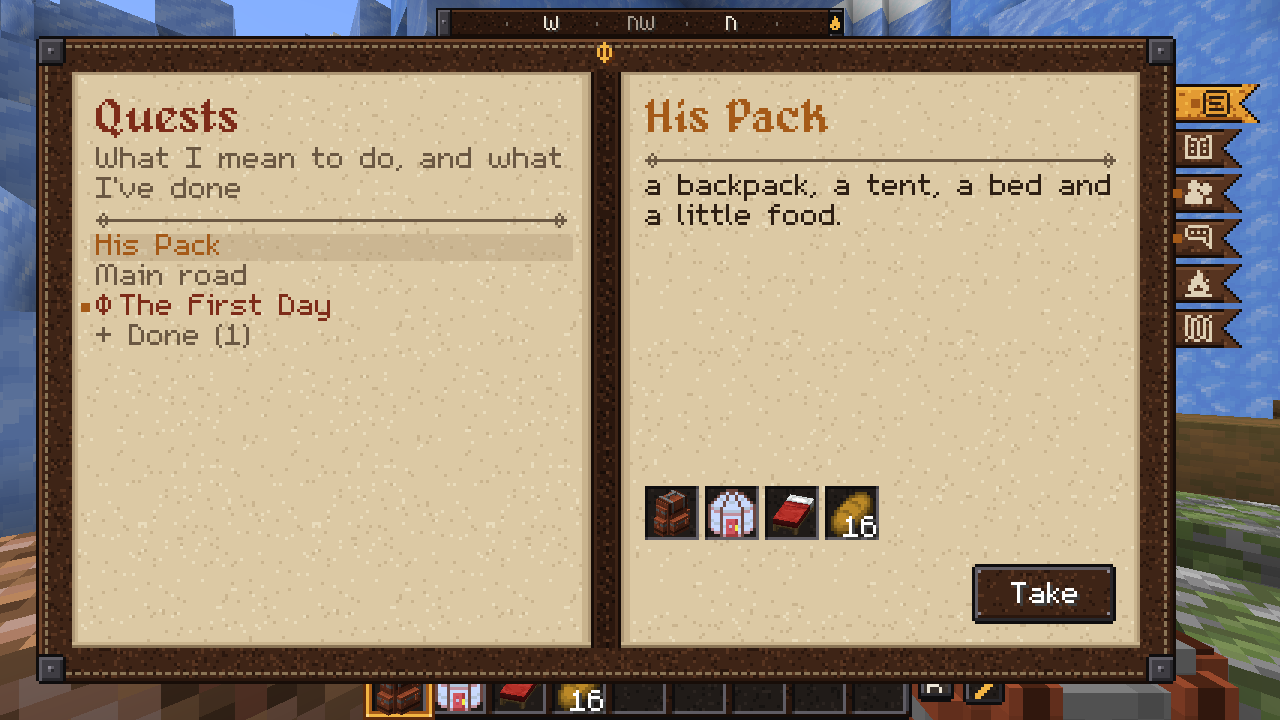 W NW N
Quests
What I mean to do, and what
I've done
His Pack
Main road
The First Day
+ Done (1)
His Pack
a backpack, a tent, a bed and
a little food.
16
Take
16